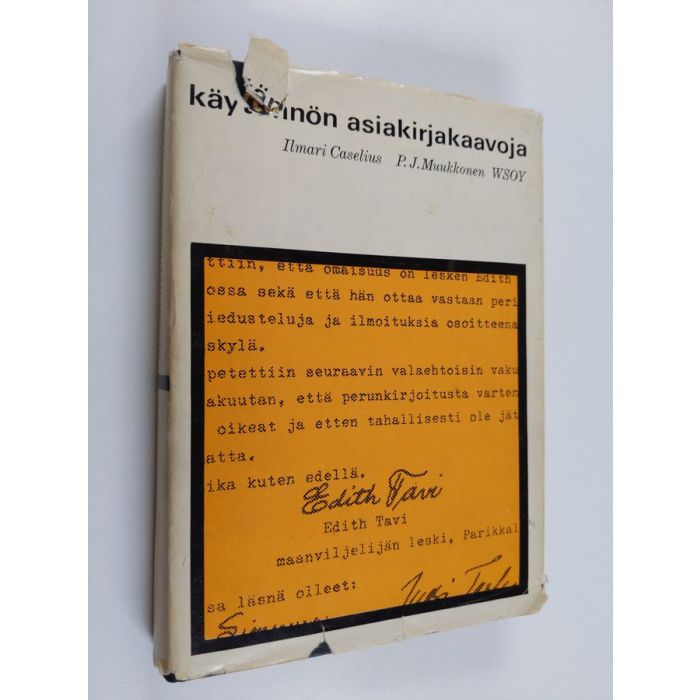 käytännön asiakirjakaavoja
Ilmari Caselius P. J. Muukkonen WSOY
ttiin, että omaisuus on lesken Edith
ossa sekä että hän ottaa vastaan peri
iedusteluja ja ilmoituksia osoitteena
skylä.
petettiin seuraavin valaehtoisin vaku
akuutan, että perunkirjoitusta varten
oikeat ja etten tahallisesti ole jät
atta.
ika kuten edellä.
Edith Tavi
Edith Tavi
maanviljelijän leski, Parikkal
sa läsnä olleet: